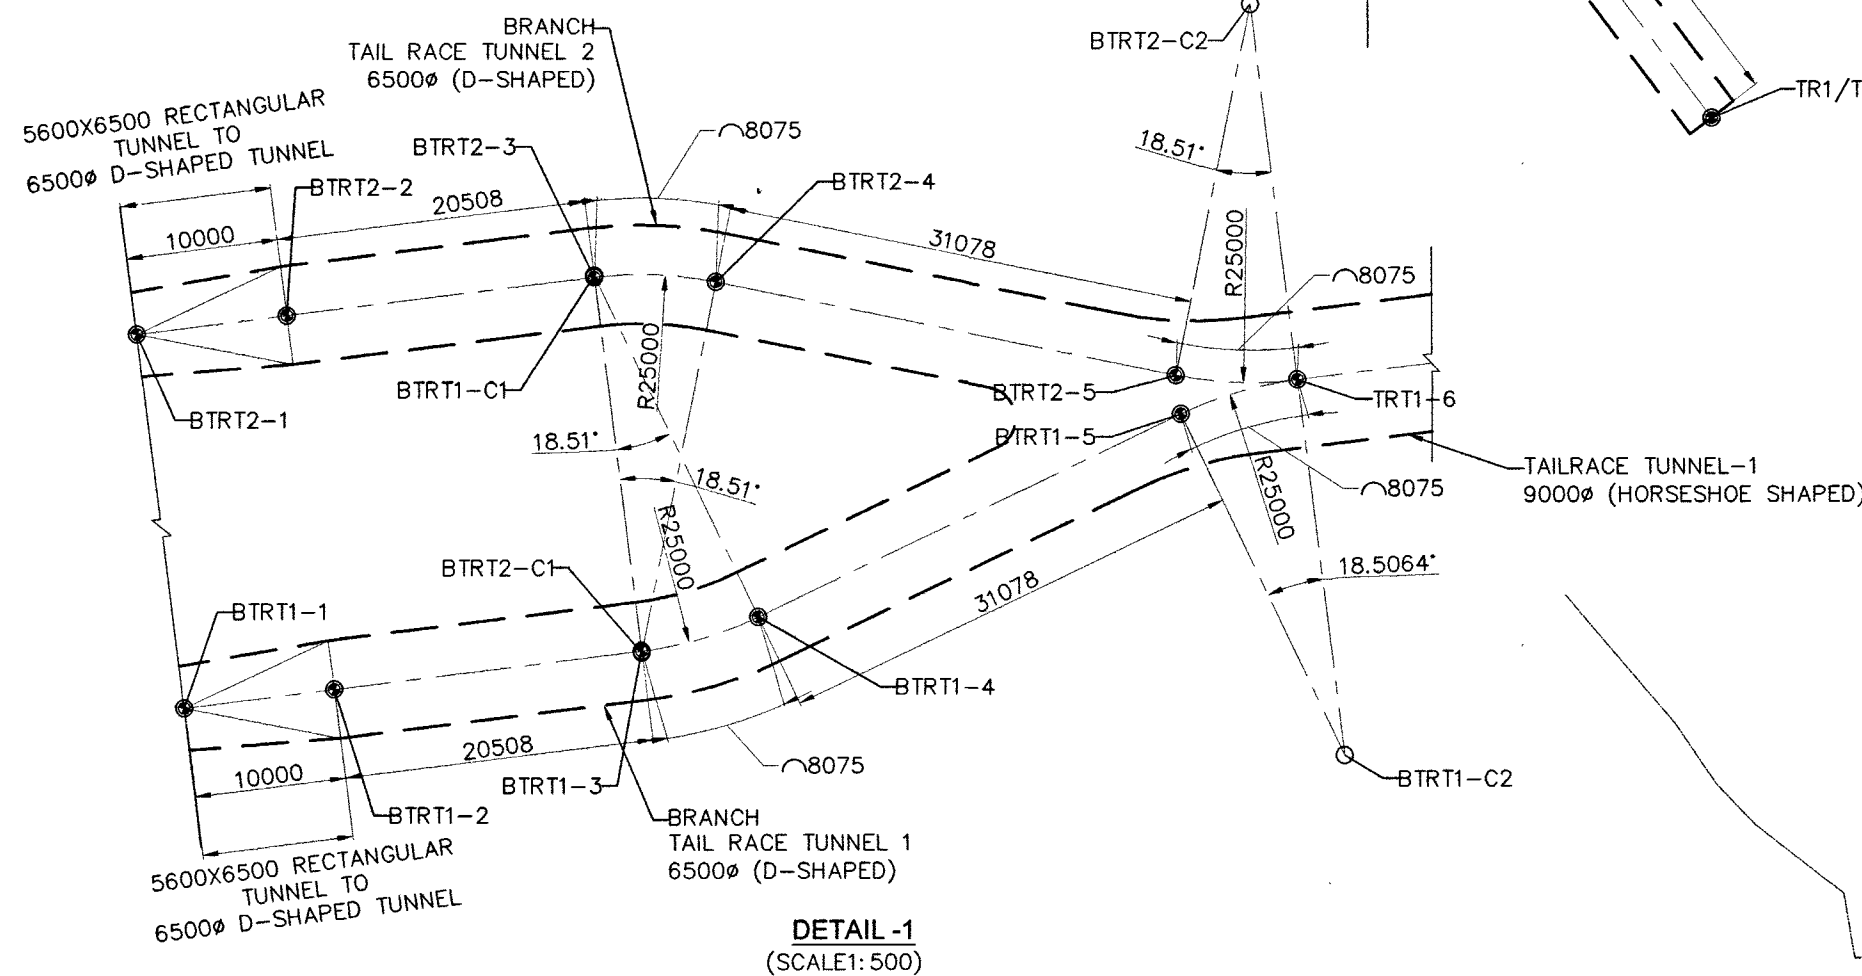 BRANCH
TAIL RACE TUNNEL 2
6500ø (D-SHAPED)
BTRT2-C2
TR1/T
5600X6500 RECTANGULAR
TUNNEL TO
6500ø D-SHAPED TUNNEL
BTRT2-3
⌒8075
18.51°
BTRT2-2
BTRT2-4
20508
10000
31078
R25000
⌒8075
R25000
BTRT1-C1
BTRT2-1
BTRT2-5
TRT1-6
BTRT1-5
18.51°
18.51°
R25000
R25000
⌒8075
TAILRACE TUNNEL-1
9000ø (HORSESHOE SHAPED)
BTRT2-C1
18.5064°
31078
BTRT1-1
BTRT1-4
20508
⌒8075
10000
BTRT1-3
BTRT1-C2
BTRT1-2
BRANCH
TAIL RACE TUNNEL 1
6500ø (D-SHAPED)
5600X6500 RECTANGULAR
TUNNEL TO
6500ø D-SHAPED TUNNEL
DETAIL -1
(SCALE1:500)